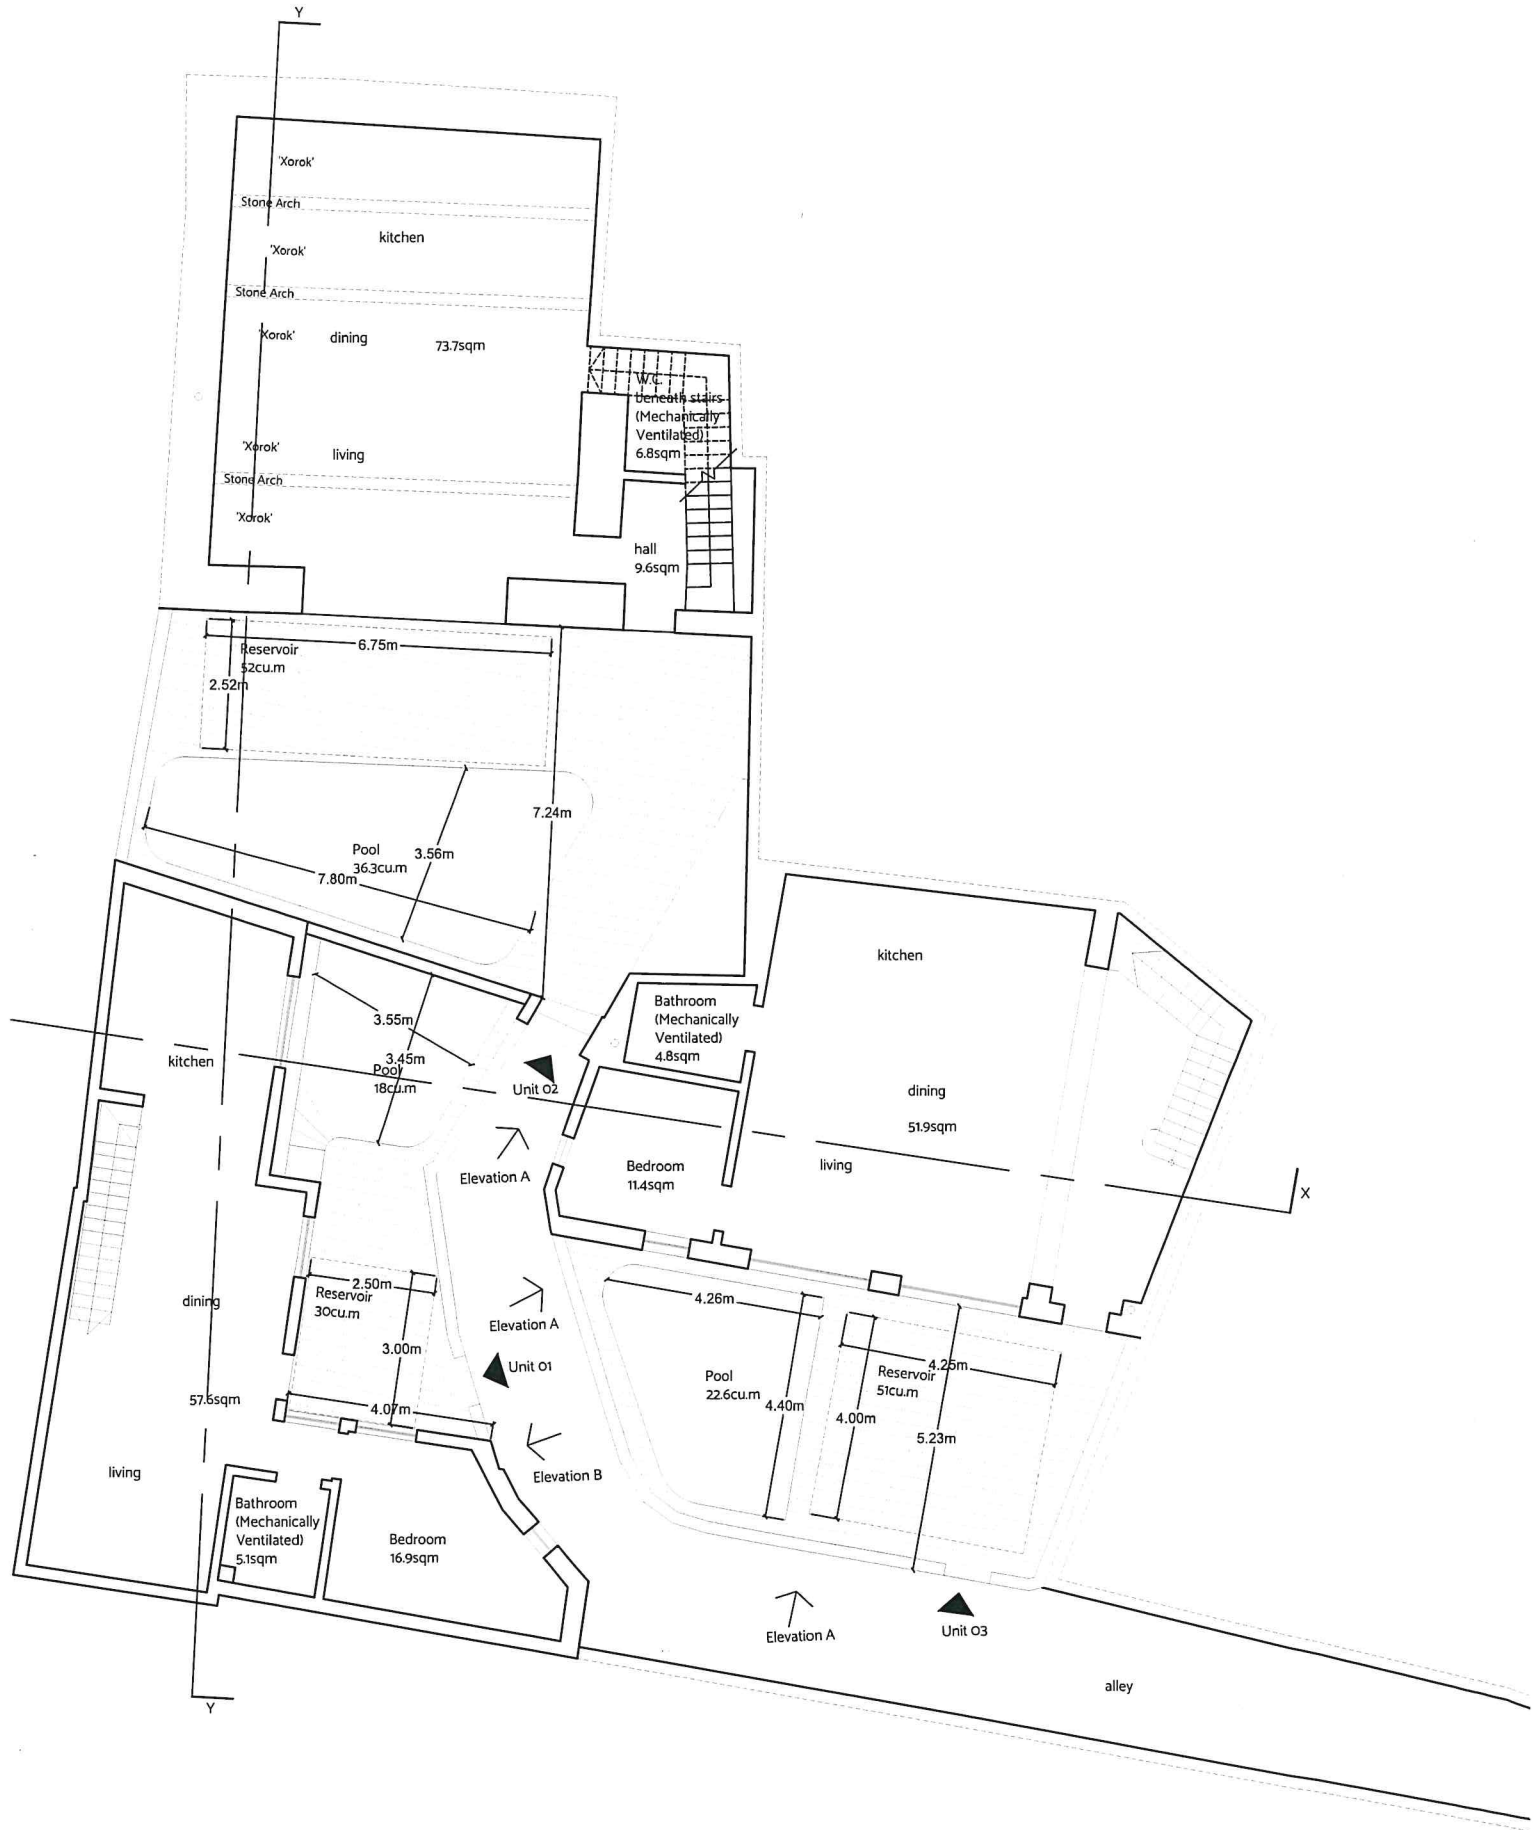 Y
'Xorok'
Stone Arch
kitchen
'Xorok'
Stone Arch
'Xorok'
dining
73.7sqm
W.C.
beneath stairs
(Mechanically
Ventilated)
6.8sqm
'Xorok'
living
Stone Arch
'Xorok'
hall
9.6sqm
6.75m
Reservoir
52cu.m
2.52m
7.24m
Pool
36.3cu.m
3.56m
7.80m
kitchen
Bathroom
(Mechanically
Ventilated)
4.8sqm
3.55m
3.45m
Pool
18cu.m
kitchen
Unit 02
dining
51.9sqm
Elevation A
Bedroom
11.4sqm
living
X
2.50m
Reservoir
30cu.m
dining
3.00m
Elevation A
4.26m
Unit 01
Pool
22.6cu.m
4.25m
Reservoir
51cu.m
57.6sqm
4.07m
4.40m
4.00m
5.23m
living
Elevation B
Bathroom
(Mechanically
Ventilated)
5.1sqm
Bedroom
16.9sqm
Elevation A
Unit 03
alley
Y